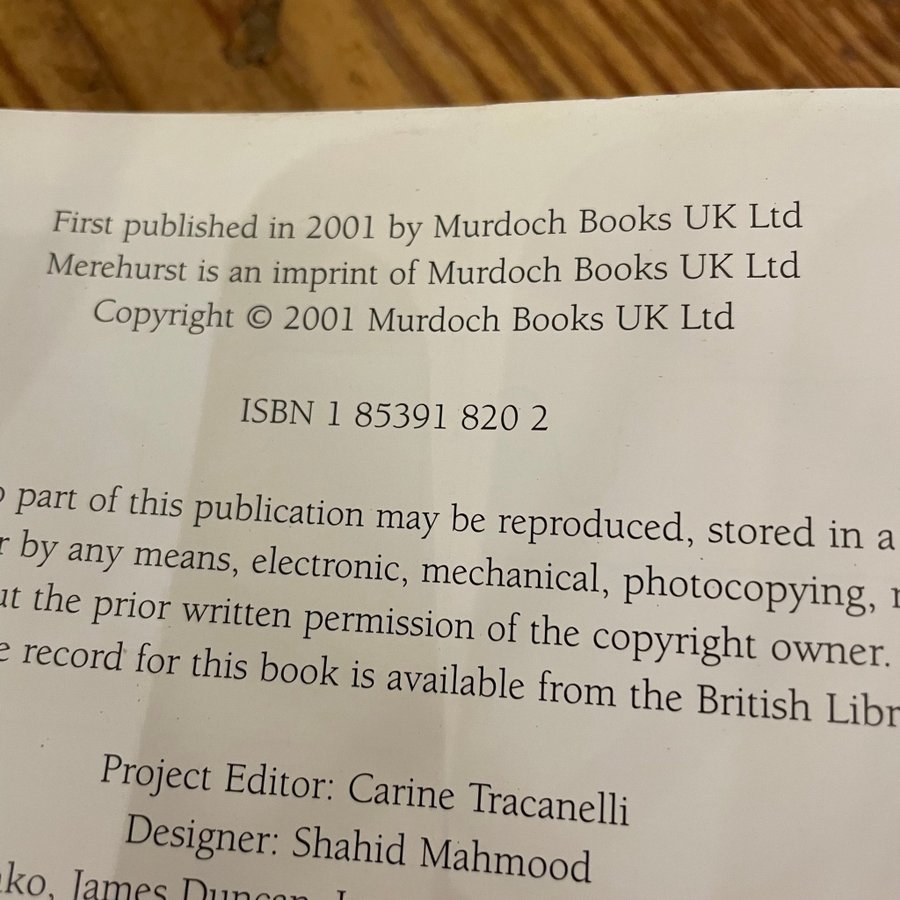 First published in 2001 by Murdoch Books UK Ltd
Merehurst is an imprint of Murdoch Books UK Ltd
Copyright © 2001 Murdoch Books UK Ltd
ISBN 1 85391 820 2
part of this publication may be reproduced, stored in a
by any means, electronic, mechanical, photocopying,
the prior written permission of the copyright owner.
record for this book is available from the British
Project Editor: Carine Tracanelli
Designer: Shahid Mahmood
James Duncan,